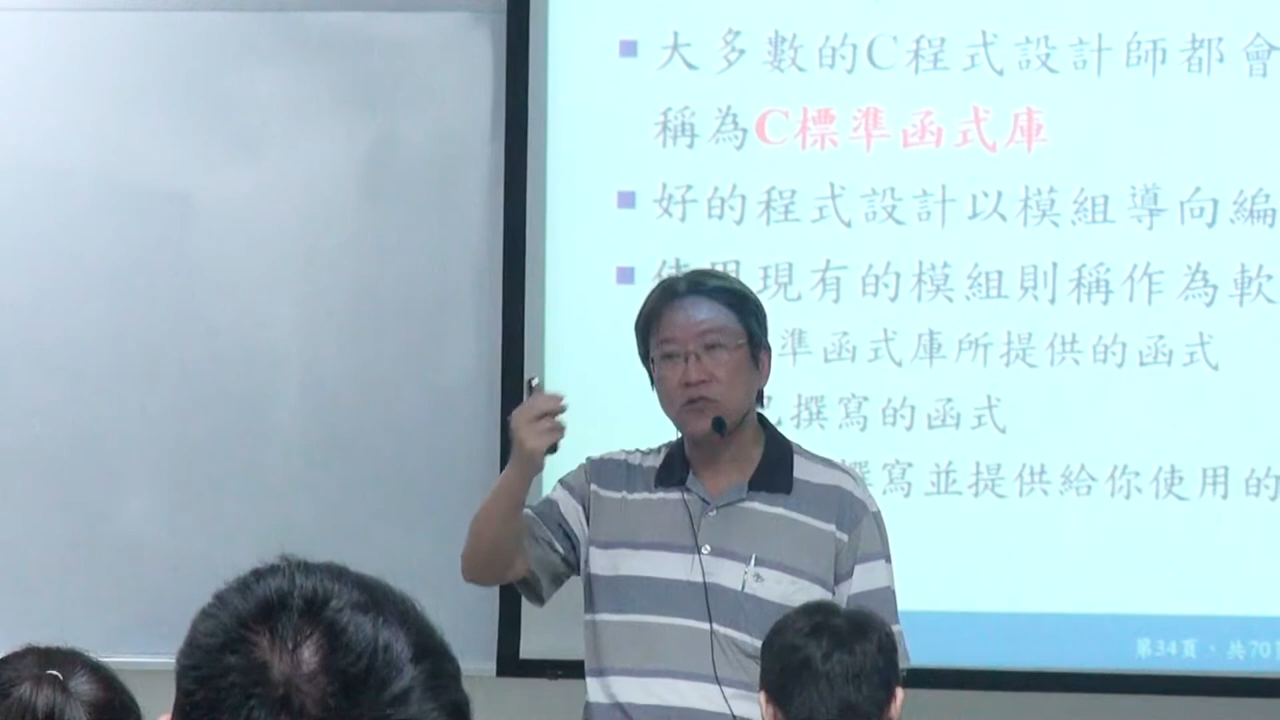 大多數的C程式設計師都會
稱為C標準函式庫
好的程式設計以模組導向編
使用現有的模組則稱作為軟
準函式庫所提供的函式
己撰寫的函式
撰寫並提供給你使用的
第34頁，共70